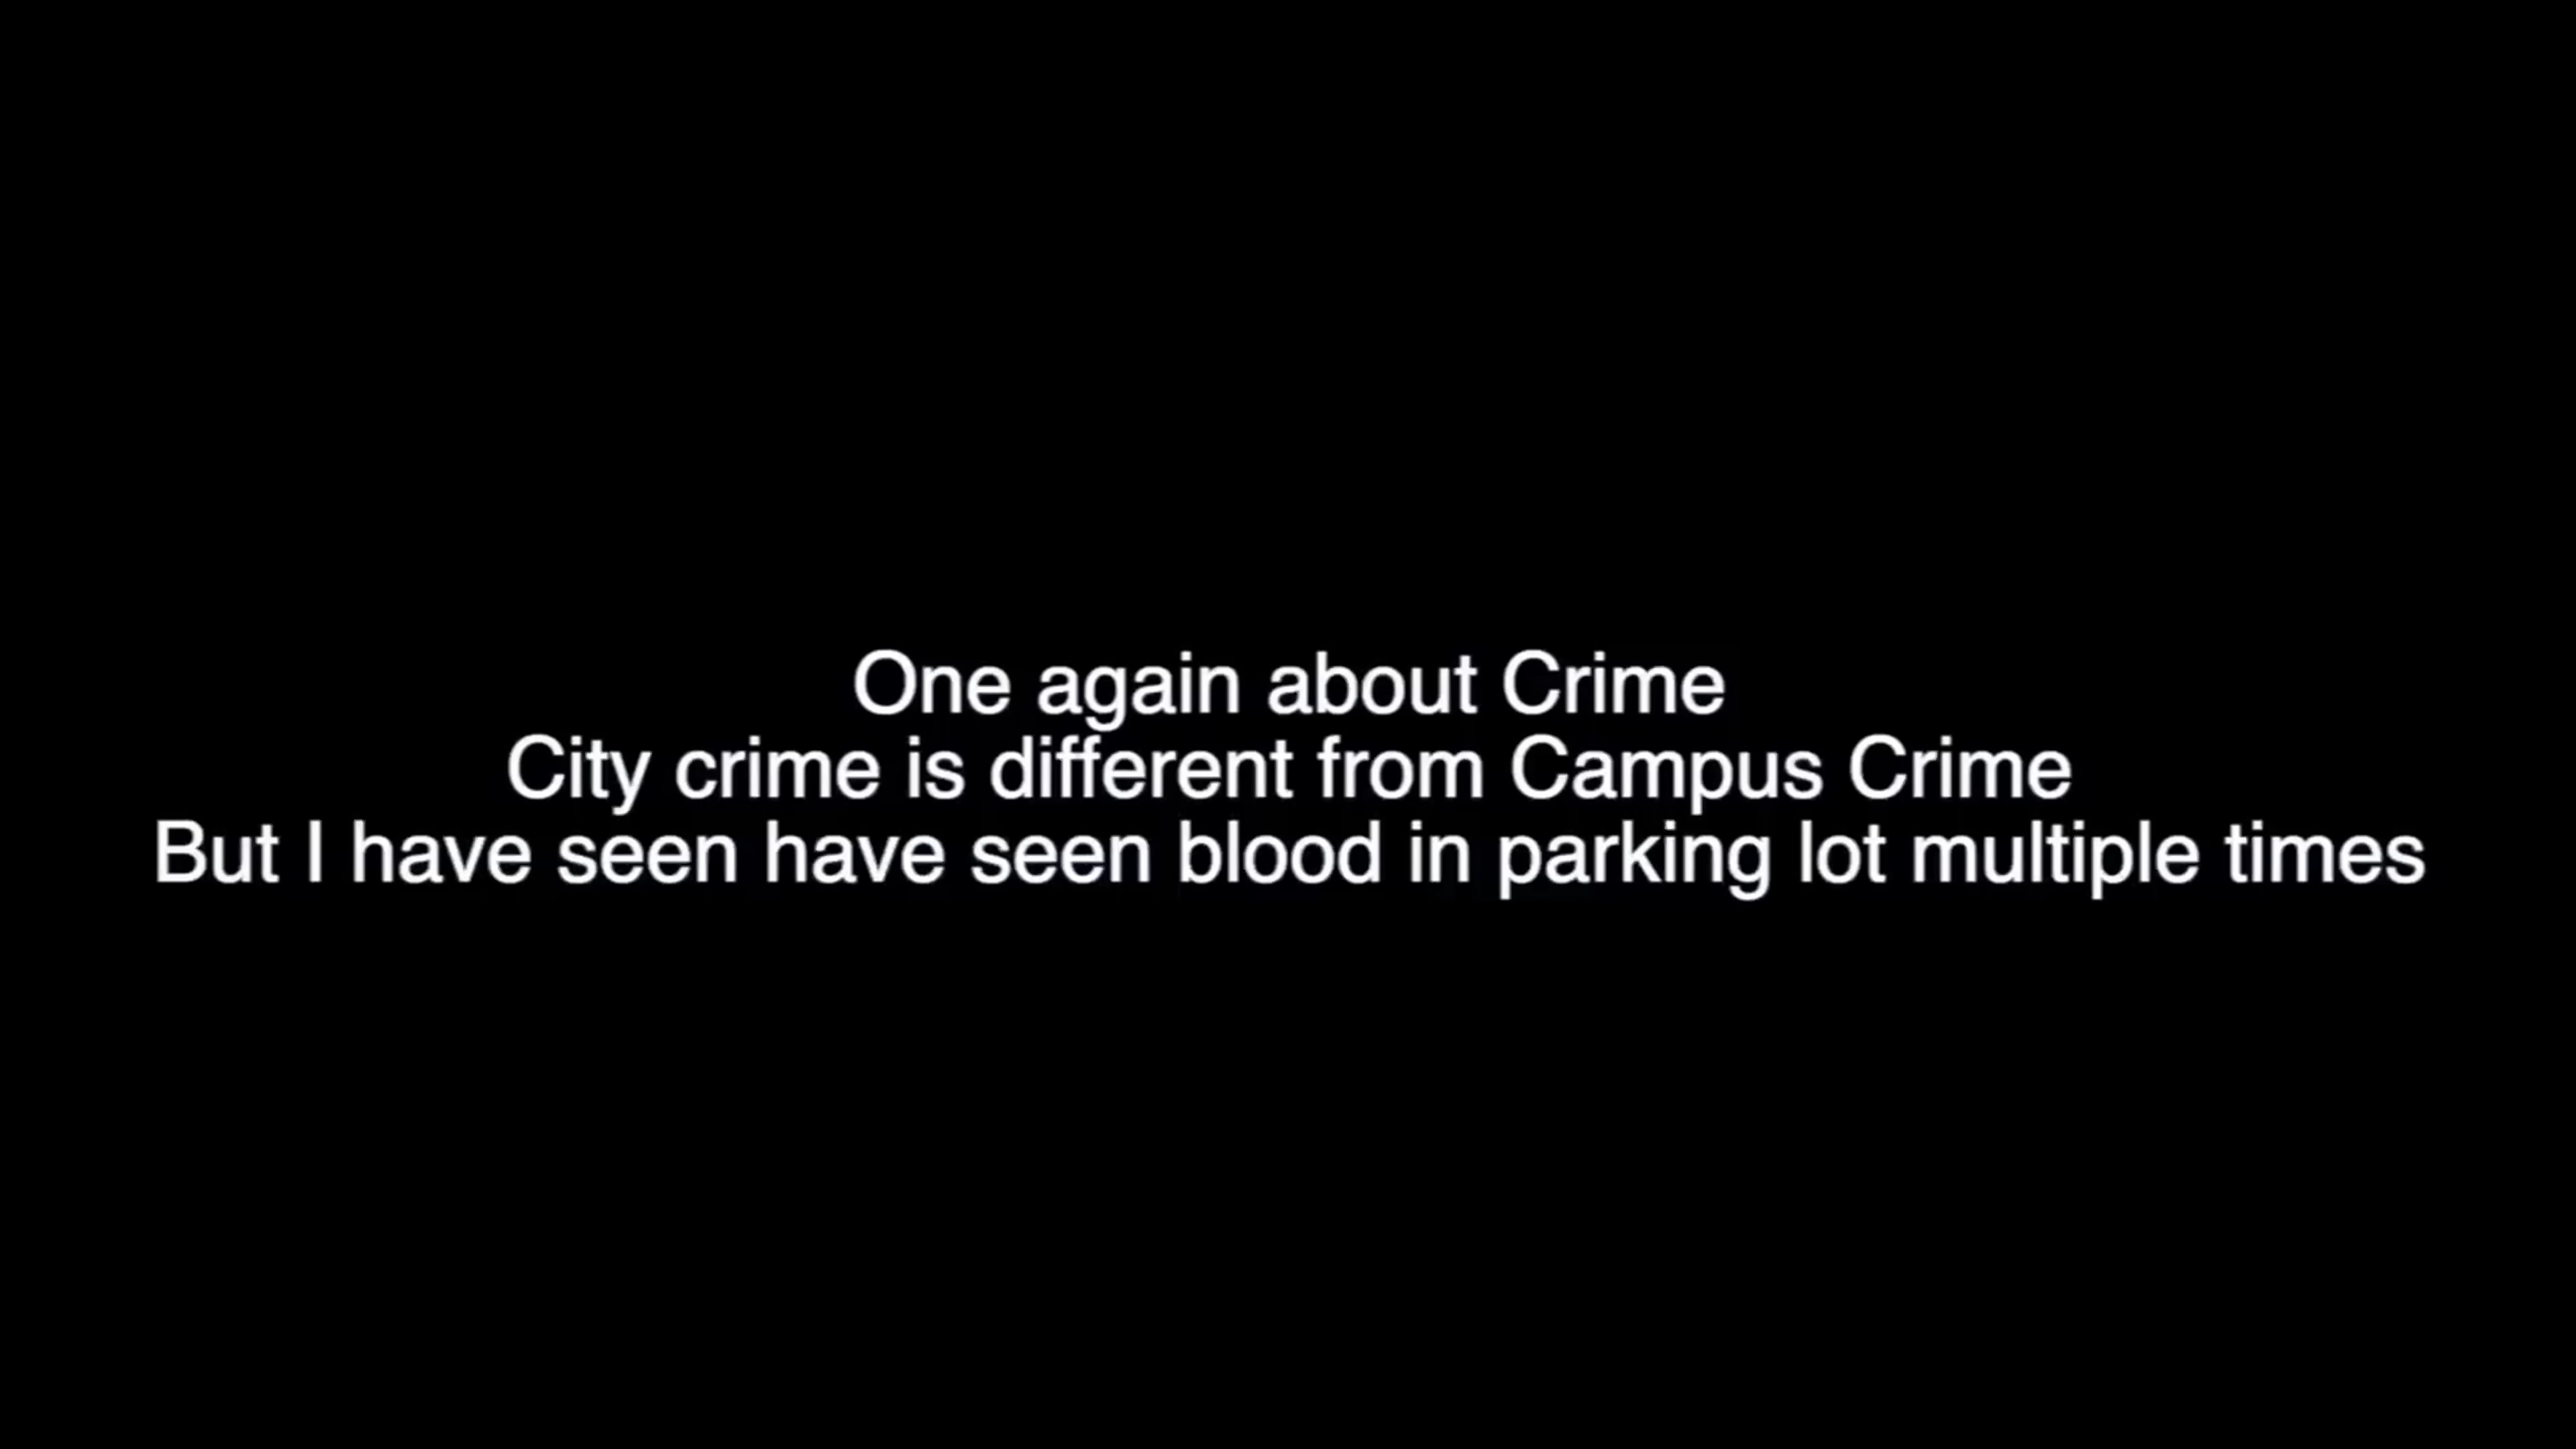 One again about Crime
City crime is different from Campus Crime
But I have seen have seen blood in parking lot multiple times